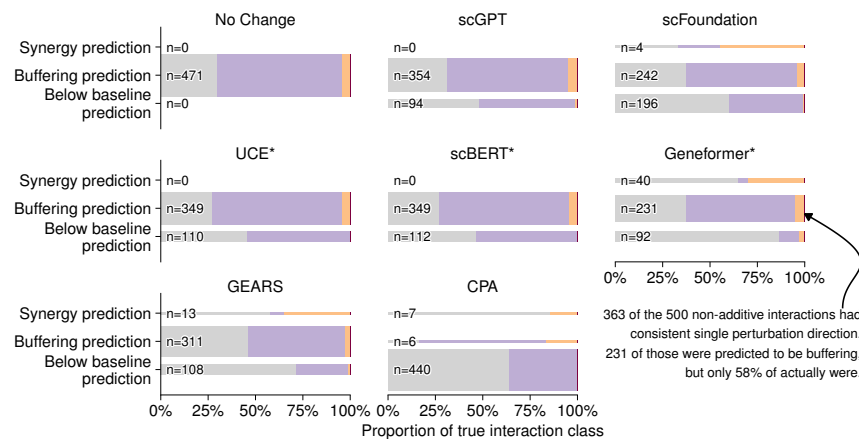 No Change
scGPT
scFoundation
Synergy prediction
n=0
n=0
n=4
Buffering prediction
n=471
n=354
n=242
Below baseline
prediction
n=0
n=94
n=196
UCE*
scBERT*
Geneformer*
Synergy prediction
n=0
n=0
n=40
Buffering prediction
n=349
n=349
n=231
Below baseline
prediction
n=110
n=112
n=92
0% 25% 50% 75% 100%
GEARS
CPA
Synergy prediction
n=13
n=7
Buffering prediction
n=311
n=6
Below baseline
prediction
n=108
n=440
0% 25% 50% 75% 100%
0% 25% 50% 75% 100%
Proportion of true interaction class
363 of the 500 non-additive interactions had
consistent single perturbation direction.
231 of those were predicted to be buffering,
but only 58% of actually were.